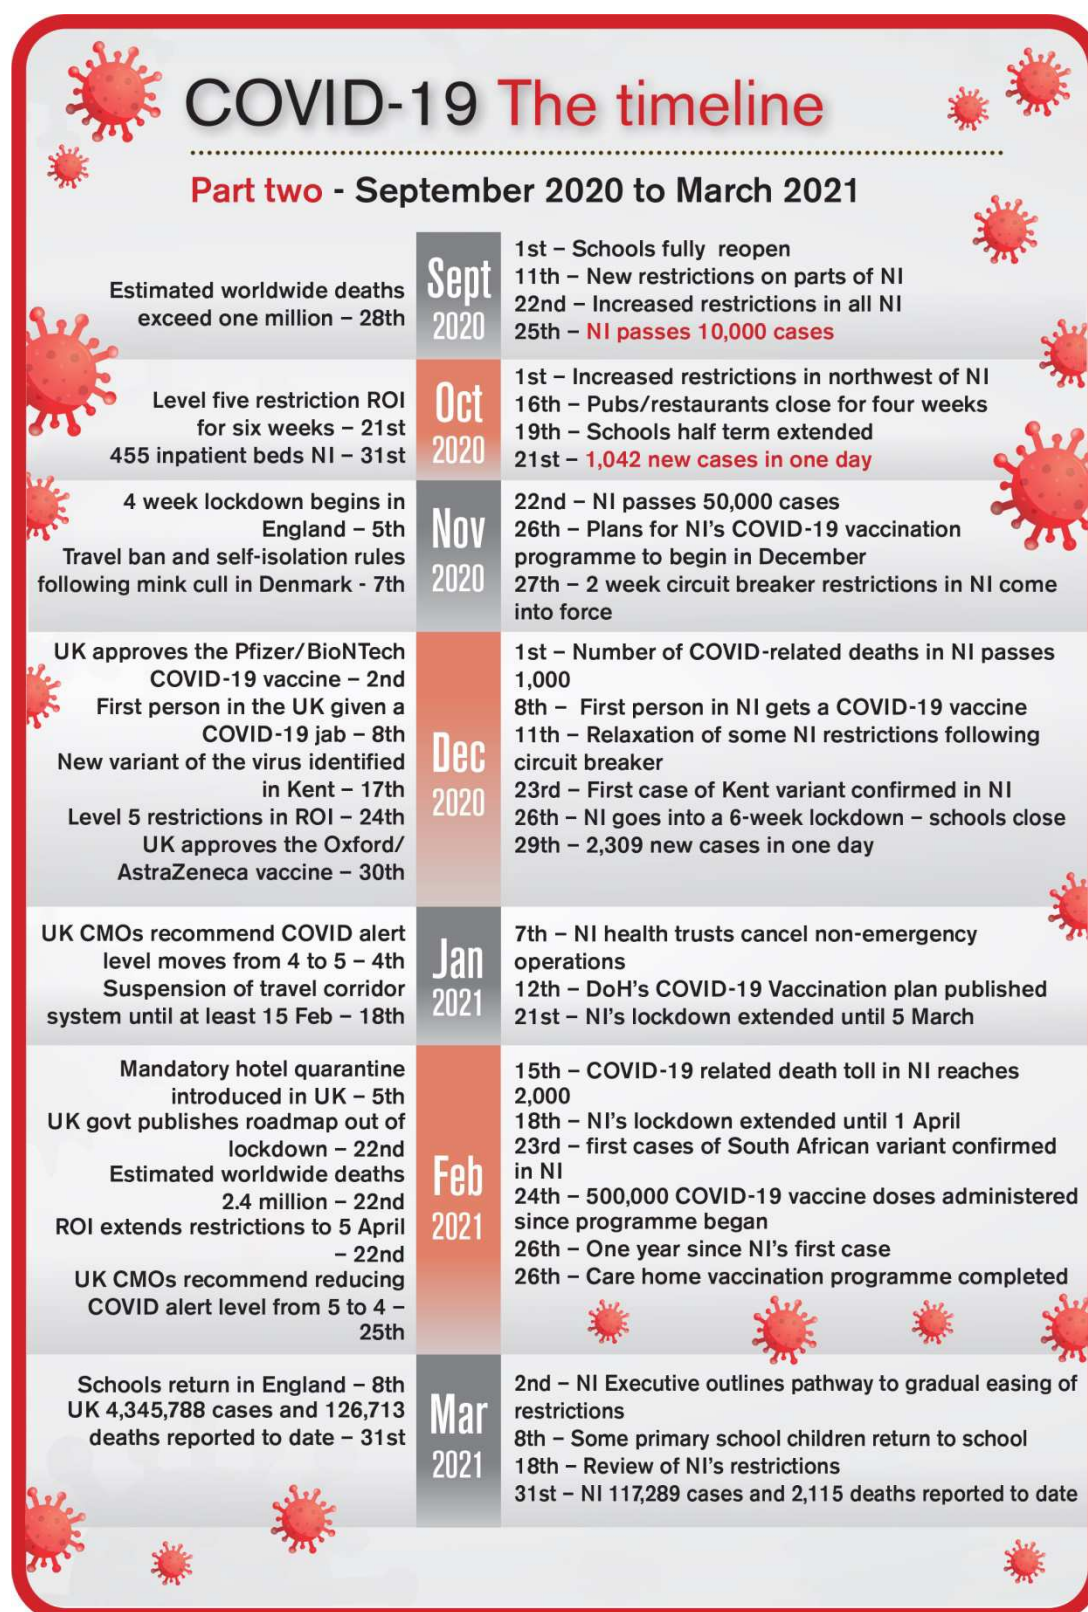 COVID-19 The timeline
Part two - September 2020 to March 2021
Estimated worldwide deaths
exceed one million – 28th
Sept
2020
1st – Schools fully reopen
11th – New restrictions on parts of NI
22nd – Increased restrictions in all NI
25th – NI passes 10,000 cases
Level five restriction ROI
for six weeks – 21st
455 inpatient beds NI – 31st
Oct
2020
1st – Increased restrictions in northwest of NI
16th – Pubs/restaurants close for four weeks
19th – Schools half term extended
21st – 1,042 new cases in one day
4 week lockdown begins in
England – 5th
Travel ban and self-isolation rules
following mink cull in Denmark - 7th
Nov
2020
22nd – NI passes 50,000 cases
26th – Plans for NI's COVID-19 vaccination
programme to begin in December
27th – 2 week circuit breaker restrictions in NI come
into force
UK approves the Pfizer/BioNTech
COVID-19 vaccine – 2nd
First person in the UK given a
COVID-19 jab – 8th
New variant of the virus identified
in Kent – 17th
Level 5 restrictions in ROI – 24th
UK approves the Oxford/
AstraZeneca vaccine – 30th
Dec
2020
1st – Number of COVID-related deaths in NI passes
1,000
8th – First person in NI gets a COVID-19 vaccine
11th – Relaxation of some NI restrictions following
circuit breaker
23rd – First case of Kent variant confirmed in NI
26th – NI goes into a 6-week lockdown – schools close
29th – 2,309 new cases in one day
UK CMOs recommend COVID alert
level moves from 4 to 5 – 4th
Suspension of travel corridor
system until at least 15 Feb – 18th
Jan
2021
7th – NI health trusts cancel non-emergency
operations
12th – DoH's COVID-19 Vaccination plan published
21st – NI's lockdown extended until 5 March
Mandatory hotel quarantine
introduced in UK – 5th
UK govt publishes roadmap out of
lockdown – 22nd
Estimated worldwide deaths
2.4 million – 22nd
ROI extends restrictions to 5 April
– 22nd
UK CMOs recommend reducing
COVID alert level from 5 to 4 –
25th
Feb
2021
15th – COVID-19 related death toll in NI reaches
2,000
18th – NI's lockdown extended until 1 April
23rd – first cases of South African variant confirmed
in NI
24th – 500,000 COVID-19 vaccine doses administered
since programme began
26th – One year since NI's first case
26th – Care home vaccination programme completed
Schools return in England – 8th
UK 4,345,788 cases and 126,713
deaths reported to date – 31st
Mar
2021
2nd – NI Executive outlines pathway to gradual easing of
restrictions
8th – Some primary school children return to school
18th – Review of NI's restrictions
31st – NI 117,289 cases and 2,115 deaths reported to date